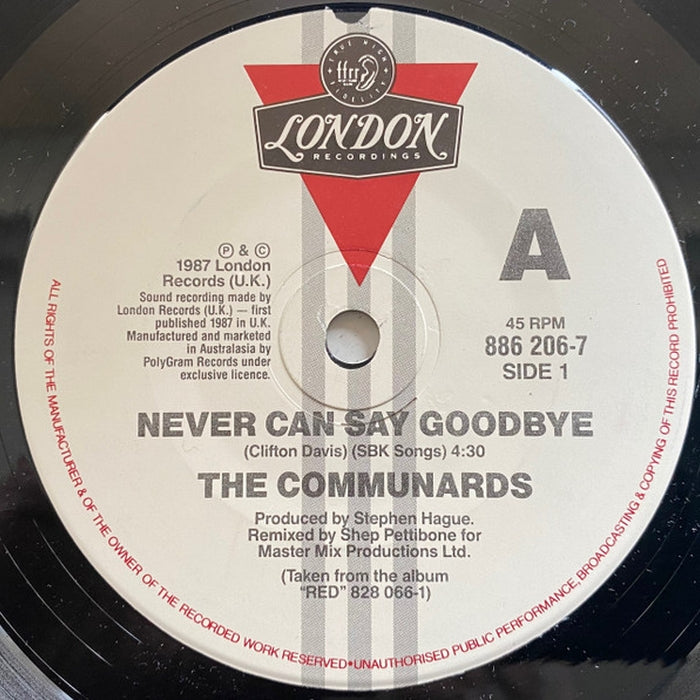 TRUE HIGH
ffrr
FIDELITY
LONDON
RECORDINGS
A
℗ & ©
1987 London
Records (U.K.)
Sound recording made by
London Records (U.K.) — first
published 1987 in U.K.
Manufactured and marketed
in Australasia by
PolyGram Records under
exclusive licence.
45 RPM
886 206-7
SIDE 1
NEVER CAN SAY GOODBYE
(Clifton Davis) (SBK Songs) 4:30
THE COMMUNARDS
Produced by Stephen Hague.
Remixed by Shep Pettibone for
Master Mix Productions Ltd.
(Taken from the album
"RED" 828 066-1)
ALL RIGHTS OF THE MANUFACTURER & OF THE OWNER OF THE RECORDED WORK RESERVED•UNAUTHORISED PUBLIC PERFORMANCE, BROADCASTING & COPYING OF THIS RECORD PROHIBITED